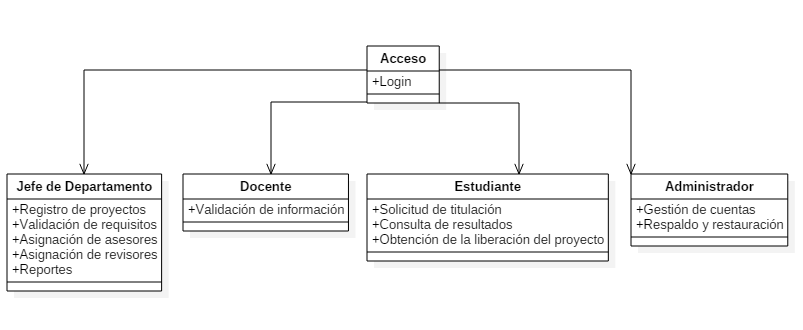 Acceso
+Login
Jefe de Departamento
+Registro de proyectos
+Validación de requisitos
+Asignación de asesores
+Asignación de revisores
+Reportes
Docente
+Validación de información
Estudiante
+Solicitud de titulación
+Consulta de resultados
+Obtención de la liberación del proyecto
Administrador
+Gestión de cuentas
+Respaldo y restauración